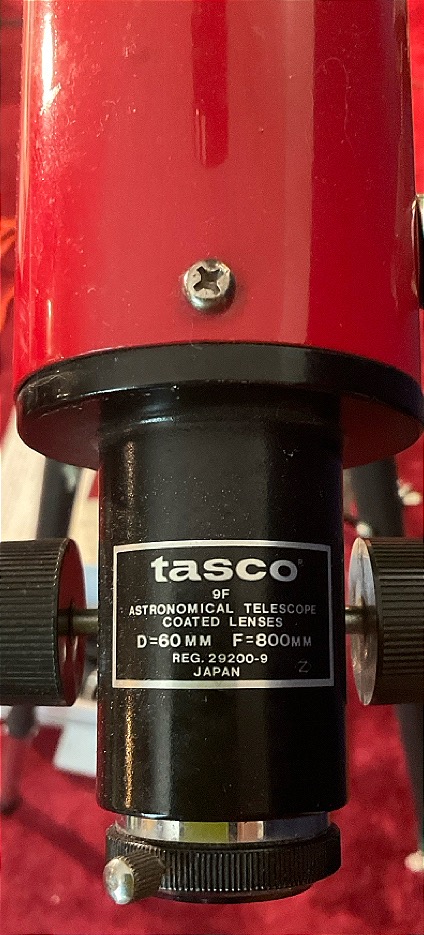 tasco®
9F
ASTRONOMICAL TELESCOPE
COATED LENSES
D=60MM F=800MM
REG. 29200-9
JAPAN Z